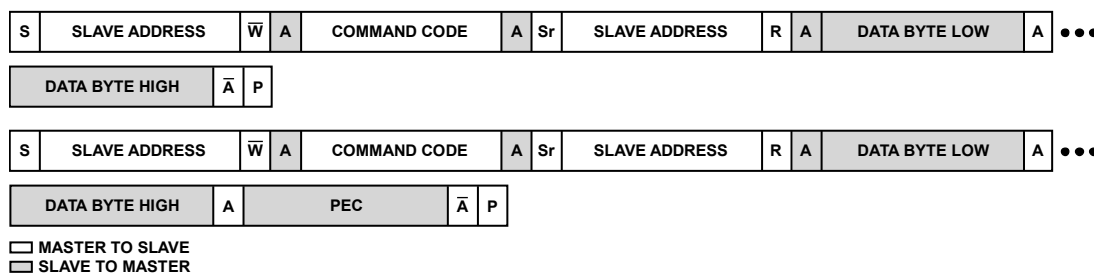 S SLAVE ADDRESS W̅ A COMMAND CODE A Sr SLAVE ADDRESS R A DATA BYTE LOW A •••
DATA BYTE HIGH A̅ P
S SLAVE ADDRESS W̅ A COMMAND CODE A Sr SLAVE ADDRESS R A DATA BYTE LOW A •••
DATA BYTE HIGH A PEC A̅ P
MASTER TO SLAVE
SLAVE TO MASTER